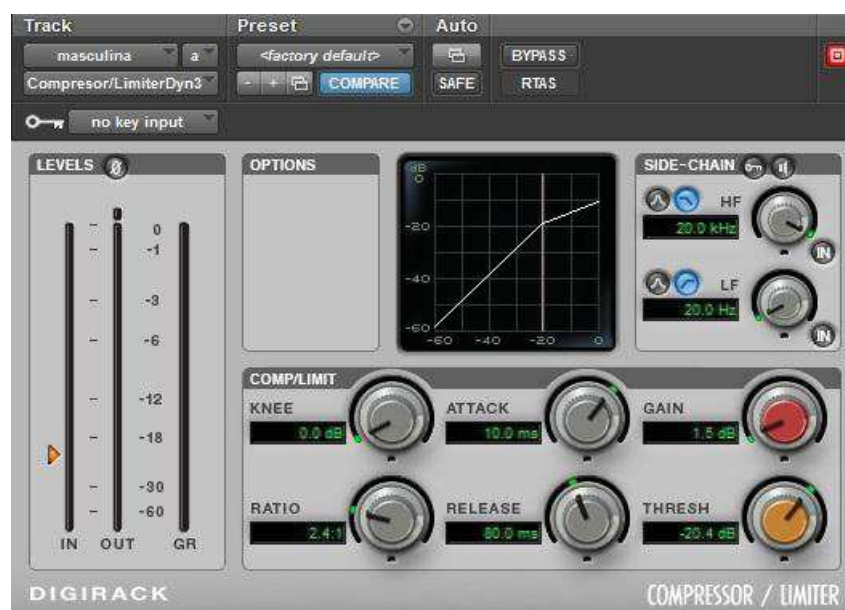 Track Preset Auto
masculina a <factory default> BYPASS
Compresor/LimiterDyn3 - + COMPARE SAFE RTAS
no key input
LEVELS Ø OPTIONS SIDE-CHAIN
dB
0
-20
-40
-60
-60 -40 -20 0
HF
20.0 kHz
IN
LF
20.0 Hz
IN
0
-1
-3
-6
-12
-18
-30
-60
IN OUT GR
COMP/LIMIT
KNEE ATTACK GAIN
0.0 dB 10.0 ms 1.5 dB
RATIO RELEASE THRESH
2.4:1 80.0 ms -20.4 dB
DIGIRACK COMPRESSOR / LIMITER